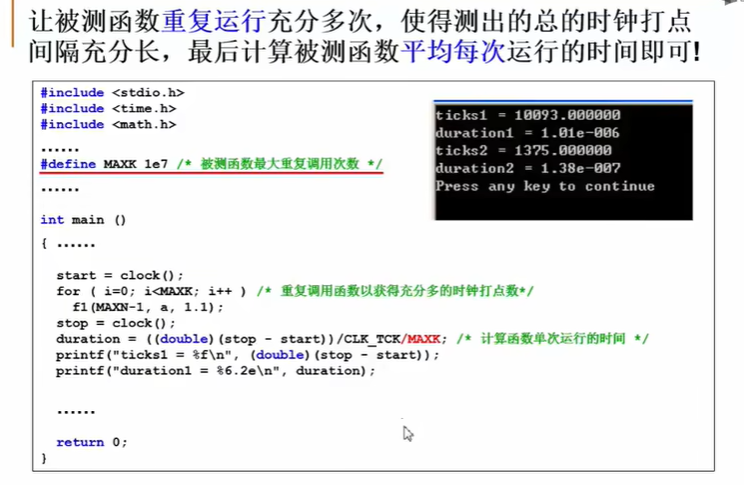 让被测函数重复运行充分多次，使得测出的总的时钟打点
间隔充分长，最后计算被测函数平均每次运行的时间即可!
#include <stdio.h>
#include <time.h>
#include <math.h>
......
#define MAXK 1e7 /* 被测函数最大重复调用次数 */
......
int main ()
{ ......
start = clock();
for ( i=0; i<MAXK; i++ ) /* 重复调用函数以获得充分多的时钟打点数*/
f1(MAXN-1, a, 1.1);
stop = clock();
duration = ((double)(stop - start))/CLK_TCK/MAXK; /* 计算函数单次运行的时间 */
printf("ticks1 = %f\n", (double)(stop - start));
printf("duration1 = %6.2e\n", duration);
......
return 0;
}
ticks1 = 10093.000000
duration1 = 1.01e-006
ticks2 = 1375.000000
duration2 = 1.38e-007
Press any key to continue